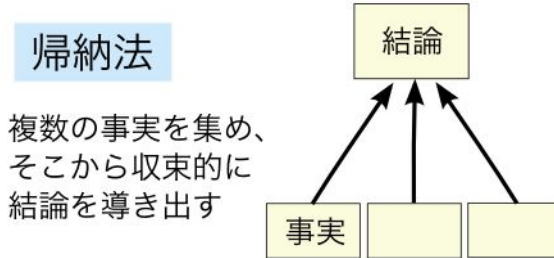 帰納法
複数の事実を集め、
そこから収束的に
結論を導き出す
結論
事実